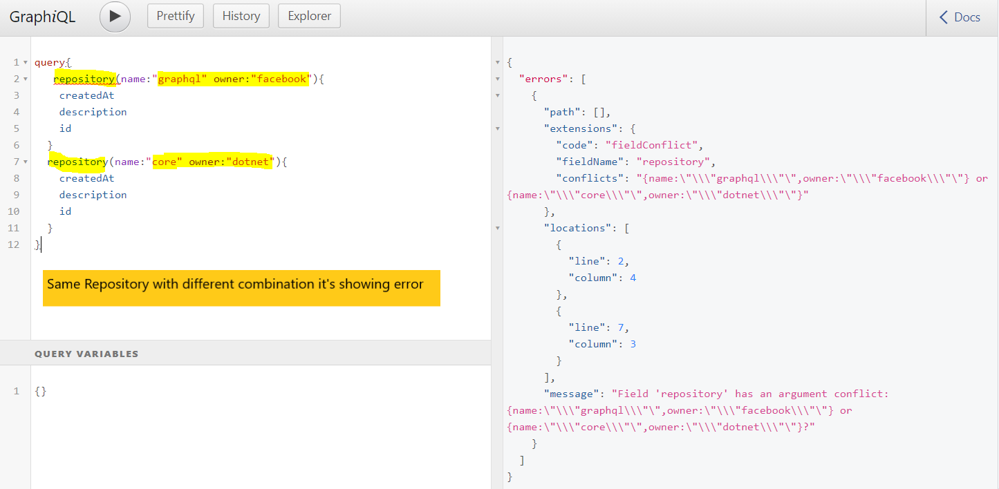 GraphiQL Prettify History Explorer Docs
1 query{
2 repository(name:"graphql" owner:"facebook"){
3 createdAt
4 description
5 id
6 }
7 repository(name:"core" owner:"dotnet"){
8 createdAt
9 description
10 id
11 }
12 }
Same Repository with different combination it's showing error
QUERY VARIABLES
1 {}
{
"errors": [
{
"path": [],
"extensions": {
"code": "fieldConflict",
"fieldName": "repository",
"conflicts": "{name:\"\\\"graphql\\\"\",owner:\"\\\"facebook\\\"\"} or
{name:\"\\\"core\\\"\",owner:\"\\\"dotnet\\\"\"}"
},
"locations": [
{
"line": 2,
"column": 4
},
{
"line": 7,
"column": 3
}
],
"message": "Field 'repository' has an argument conflict:
{name:\"\\\"graphql\\\"\",owner:\"\\\"facebook\\\"\"} or
{name:\"\\\"core\\\"\",owner:\"\\\"dotnet\\\"\"}?"
}
]
}